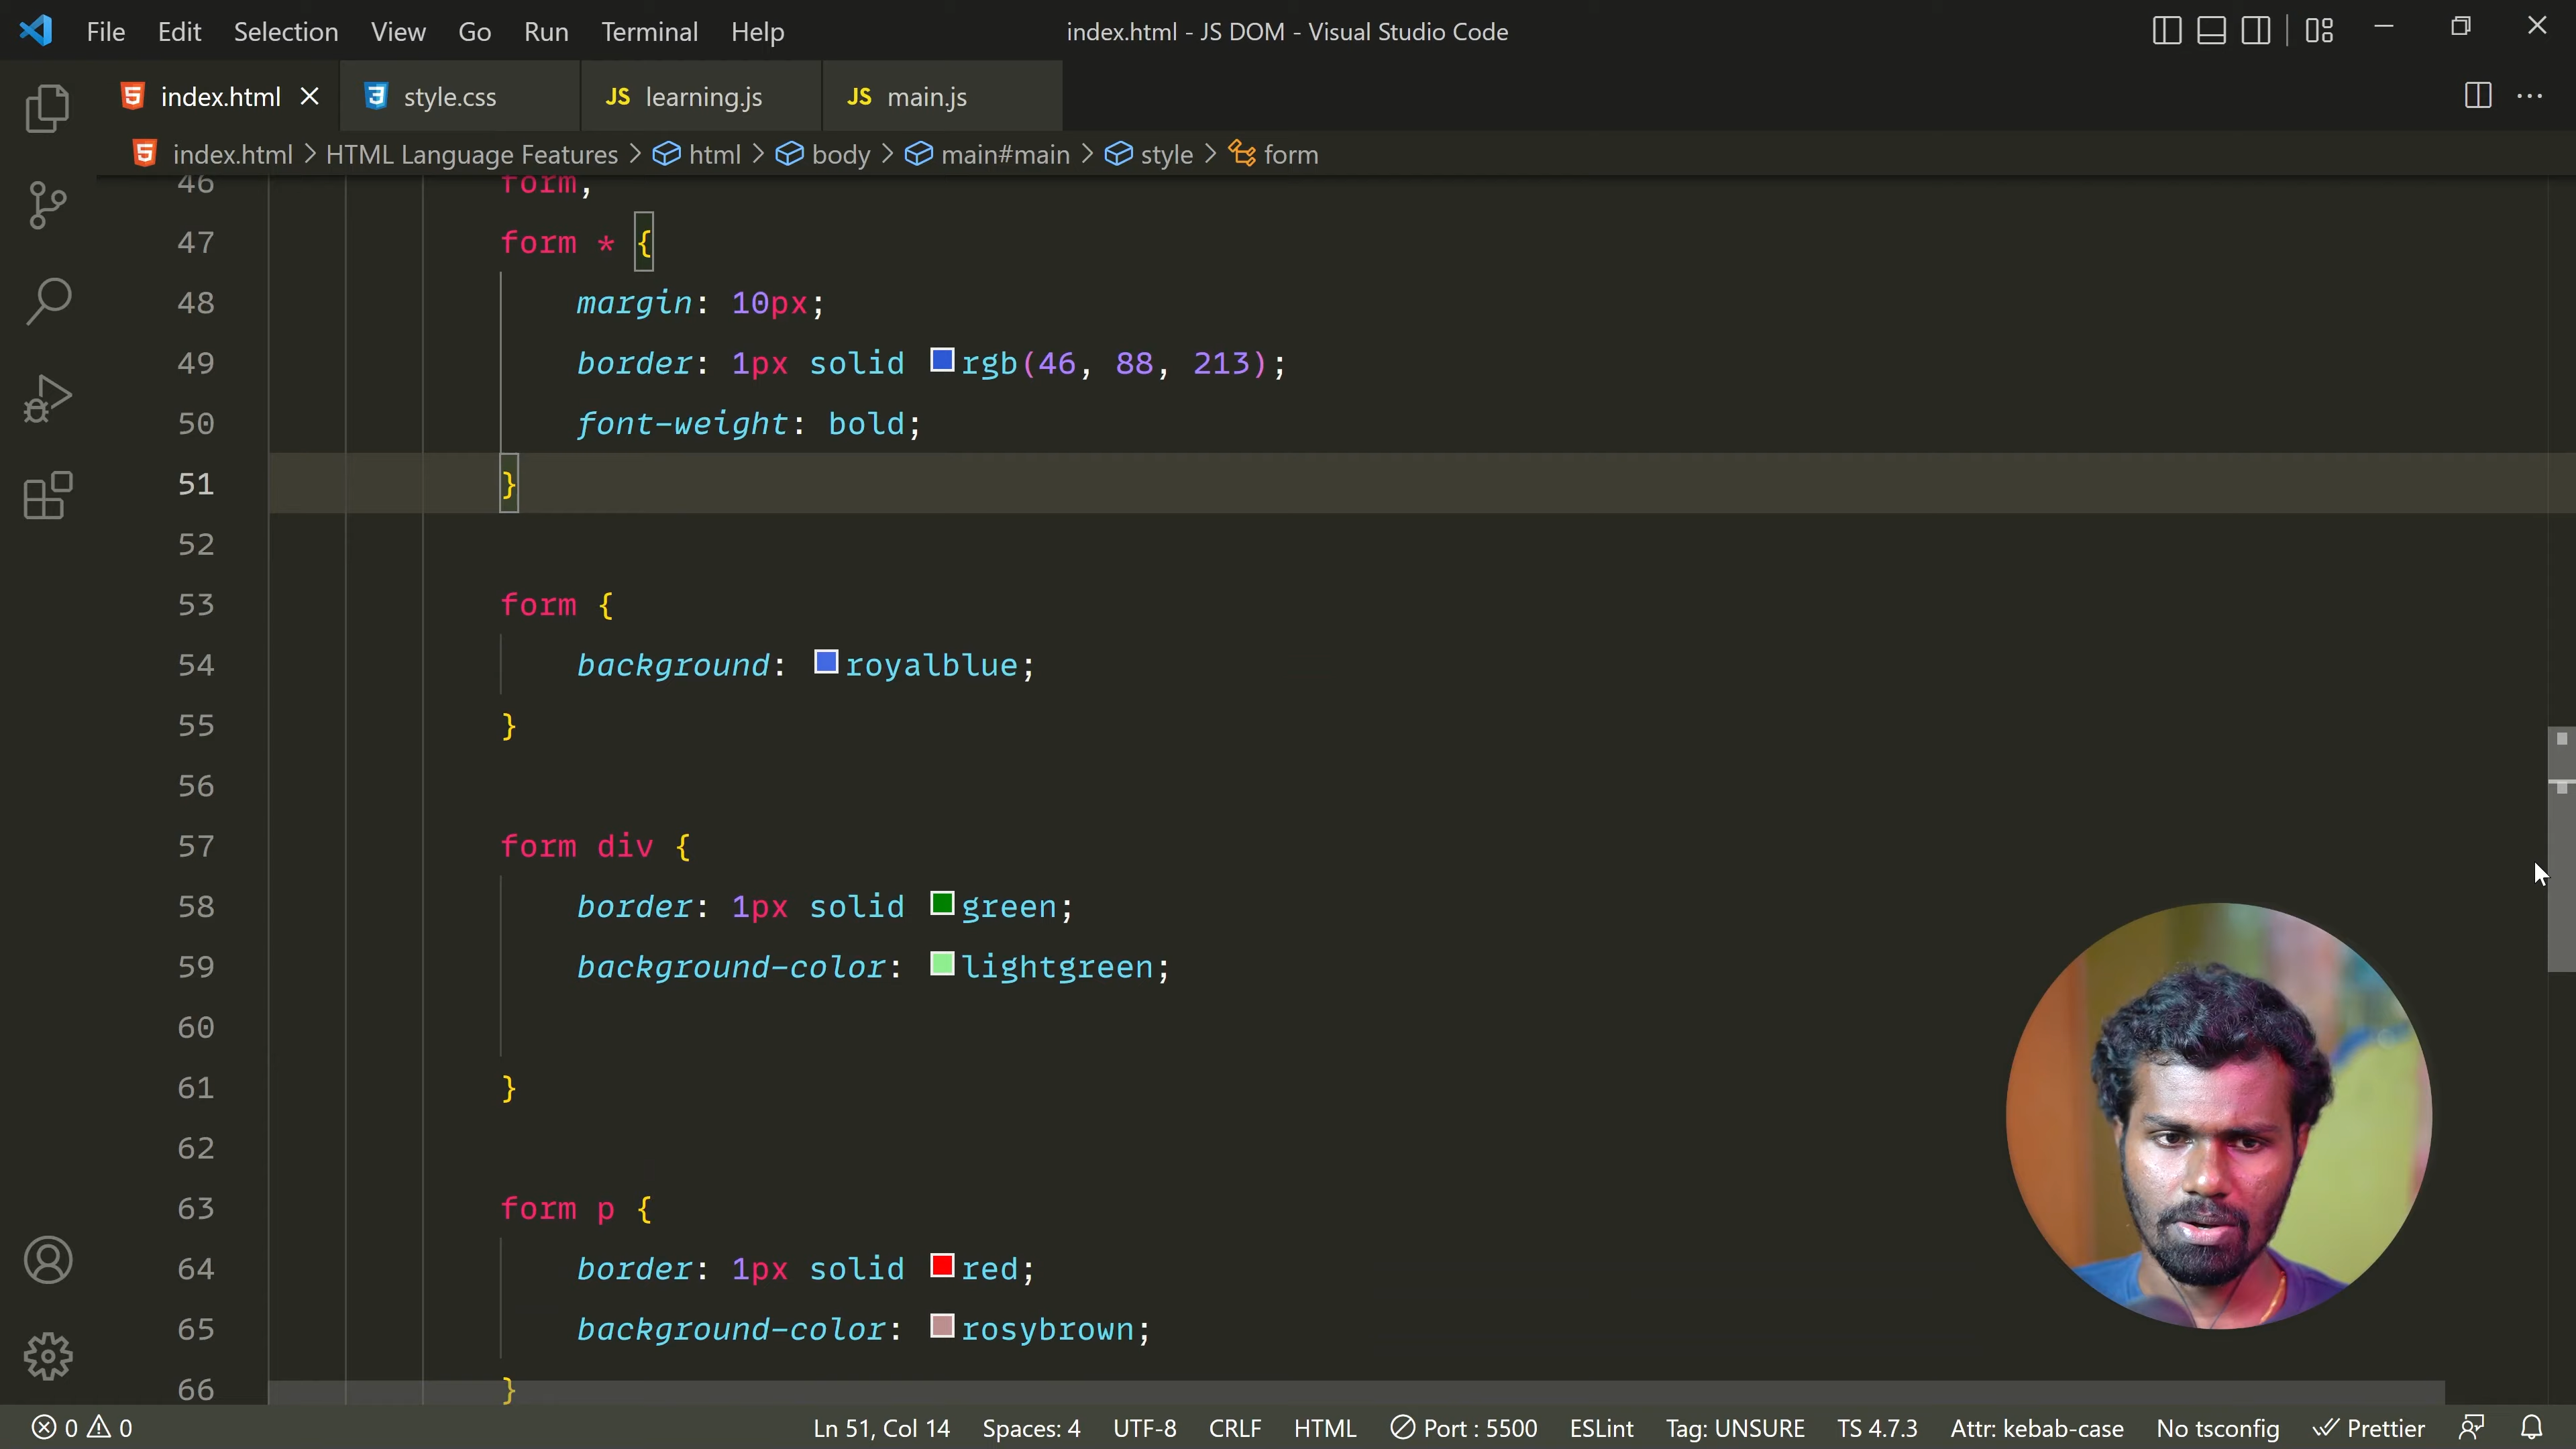 File Edit Selection View Go Run Terminal Help index.html - JS DOM - Visual Studio Code
index.html style.css JS learning.js JS main.js
index.html > HTML Language Features > html > body > main#main > style > form
46 form,
47 form * {
48 margin: 10px;
49 border: 1px solid rgb(46, 88, 213);
50 font-weight: bold;
51 }
52
53 form {
54 background: royalblue;
55 }
56
57 form div {
58 border: 1px solid green;
59 background-color: lightgreen;
60
61 }
62
63 form p {
64 border: 1px solid red;
65 background-color: rosybrown;
66 }
0 0 Ln 51, Col 14 Spaces: 4 UTF-8 CRLF HTML Port : 5500 ESLint Tag: UNSURE TS 4.7.3 Attr: kebab-case No tsconfig Prettier